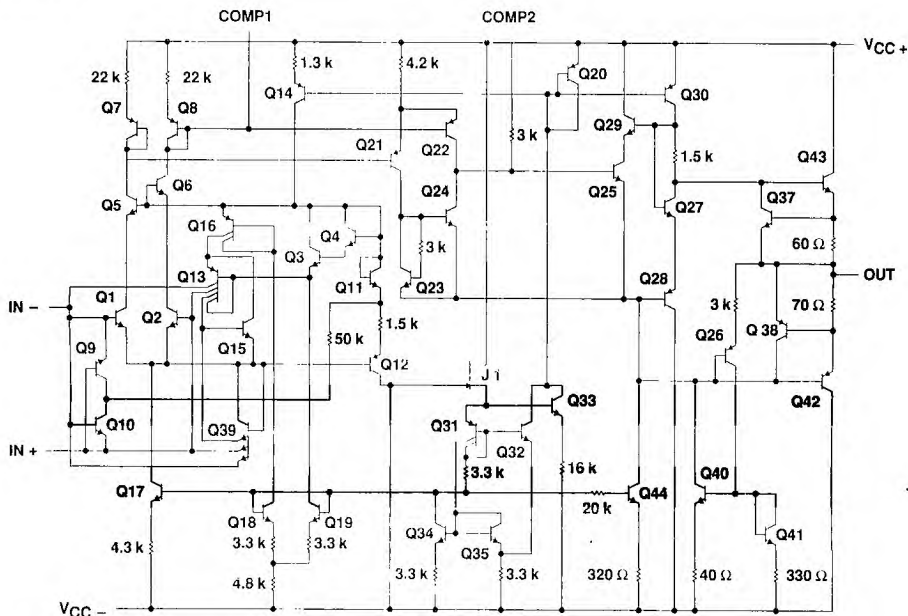 COMP1 COMP2
VCC +
22 k 22 k 1.3 k 4.2 k Q20
Q7 Q8 Q14 Q30
Q29
Q21 Q22 3 k 1.5 k
Q43
Q6 Q24 Q25 Q37
Q5 Q27
Q16 Q4
Q3 3 k 60 Ω
Q13 Q11 Q23 Q28 OUT
IN −
Q1 Q2 1.5 k 3 k 70 Ω
50 k Q26 Q38
Q9 Q15 Q12
J1 Q42
Q10 Q33
Q39 Q31 Q32
IN +
3.3 k 16 k Q40
Q17 Q44
Q18 Q19 20 k Q41
4.3 k 3.3 k 3.3 k Q34 Q35
4.8 k 3.3 k 3.3 k 320 Ω 40 Ω 330 Ω
VCC −